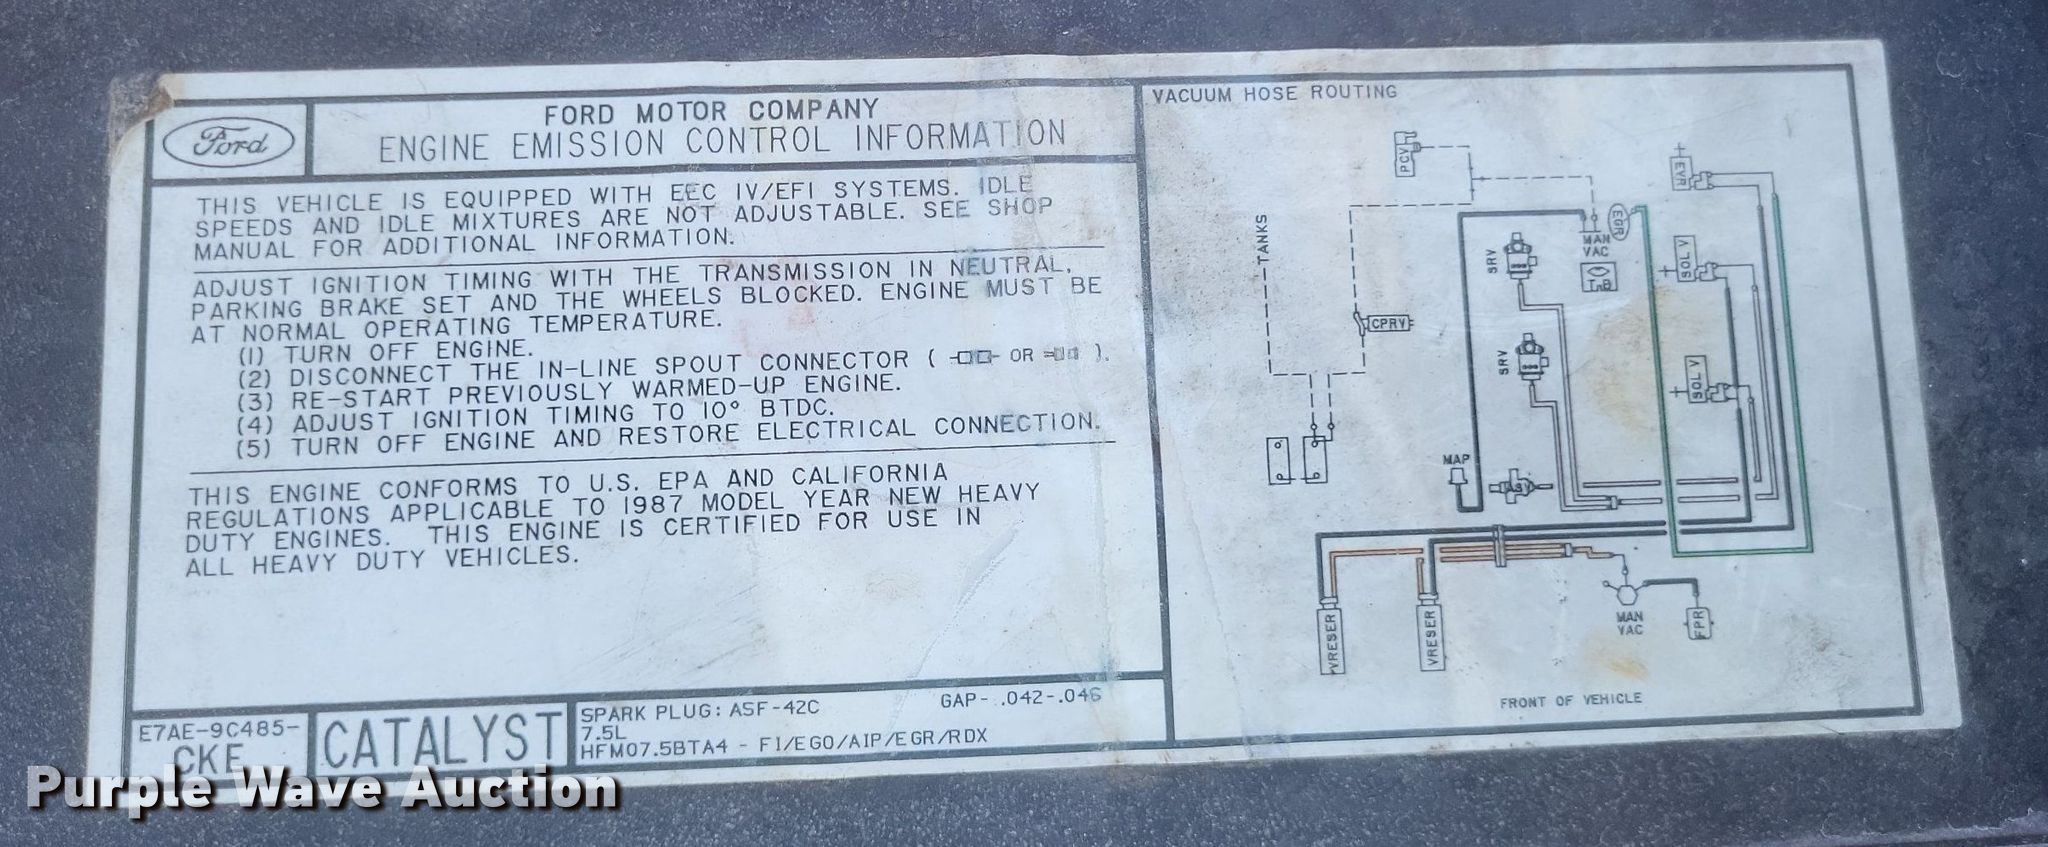 Ford
FORD MOTOR COMPANY
ENGINE EMISSION CONTROL INFORMATION
THIS VEHICLE IS EQUIPPED WITH EEC IV/EFI SYSTEMS. IDLE
SPEEDS AND IDLE MIXTURES ARE NOT ADJUSTABLE. SEE SHOP
MANUAL FOR ADDITIONAL INFORMATION.
ADJUST IGNITION TIMING WITH THE TRANSMISSION IN NEUTRAL,
PARKING BRAKE SET AND THE WHEELS BLOCKED. ENGINE MUST BE
AT NORMAL OPERATING TEMPERATURE.
(1) TURN OFF ENGINE.
(2) DISCONNECT THE IN-LINE SPOUT CONNECTOR ( OR ).
(3) RE-START PREVIOUSLY WARMED-UP ENGINE.
(4) ADJUST IGNITION TIMING TO 10° BTDC.
(5) TURN OFF ENGINE AND RESTORE ELECTRICAL CONNECTION.
THIS ENGINE CONFORMS TO U.S. EPA AND CALIFORNIA
REGULATIONS APPLICABLE TO 1987 MODEL YEAR NEW HEAVY
DUTY ENGINES. THIS ENGINE IS CERTIFIED FOR USE IN
ALL HEAVY DUTY VEHICLES.
E7AE-9C485-
CKE
CATALYST
SPARK PLUG: ASF-42C GAP- .042-.046
7.5L
HFM07.5BTA4 - FI/EGO/AIP/EGR/RDX
VACUUM HOSE ROUTING
PCV
EVR
TANKS
EGR
MAN
VAC
SRV
SOL V
CPRV
SRV
SOL V
MAP
ASV
VRESER
VRESER
MAN
VAC
FPR
FRONT OF VEHICLE
Purple Wave Auction